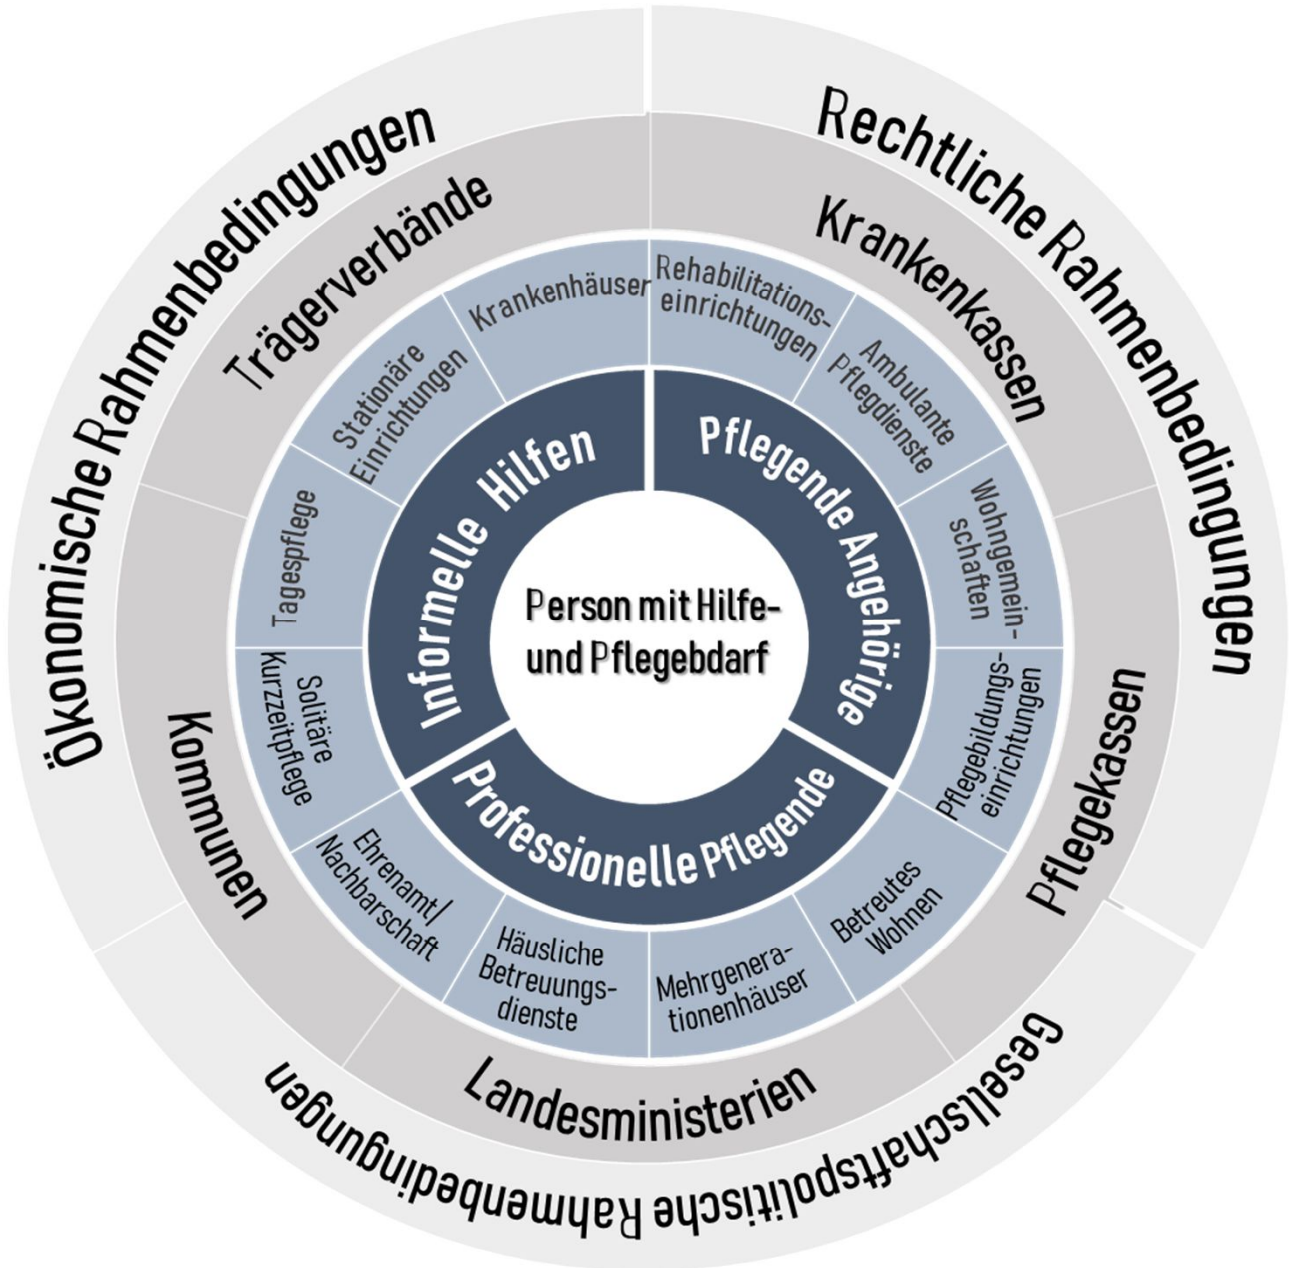 Person mit Hilfe-
und Pflegebdarf
Informelle Hilfen
Pflegende Angehörige
Professionelle Pflegende
Krankenhäuser
Rehabilitations-
einrichtungen
Ambulante
Pflegdienste
Wohngemein-
schaften
Pflegebildungs-
einrichtungen
Betreutes
Wohnen
Mehrgenera-
tionenhäuser
Häusliche
Betreuungs-
dienste
Ehrenamt/
Nachbarschaft
Solitäre
Kurzzeitpflege
Tagespflege
Stationäre
Einrichtungen
Trägerverbände
Krankenkassen
Pflegekassen
Landesministerien
Kommunen
Ökonomische Rahmenbedingungen
Rechtliche Rahmenbedingungen
Gesellschaftspolitische Rahmenbedingungen